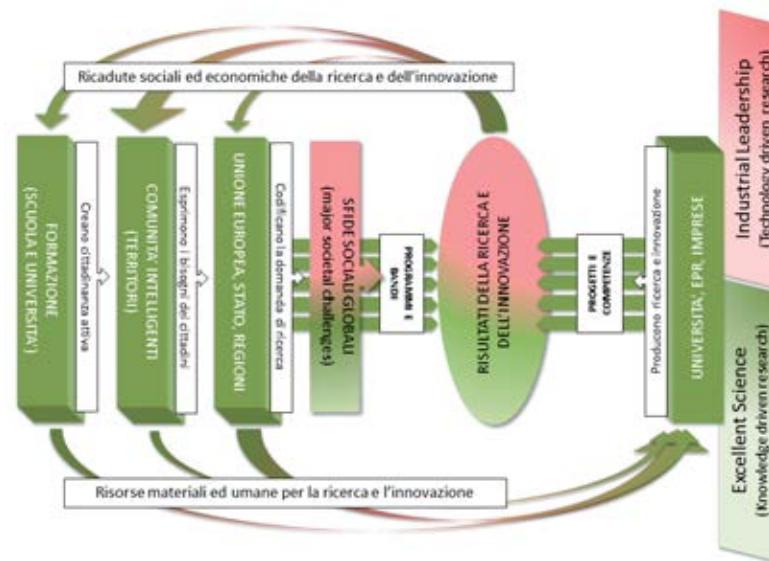 Ricadute sociali ed economiche della ricerca e dell'innovazione
FORMAZIONE
(SCUOLA E UNIVERSITA')
Creano cittadinanza attiva
COMUNITA' INTELLIGENTI
(TERRITORI)
Esprimono i bisogni dei cittadini
UNIONE EUROPEA, STATO, REGIONI
Codificano la domanda di ricerca
SFIDE SOCIALI GLOBALI
(major societal challenges)
PROGRAMMI E
BANDI
RISULTATI DELLA RICERCA E
DELL'INNOVAZIONE
PROGETTI E
COMPETENZE
Producono ricerca e innovazione
UNIVERSITA', EPR, IMPRESE
Industrial Leadership
(Technology driven research)
Excellent Science
(Knowledge driven research)
Risorse materiali ed umane per la ricerca e l'innovazione